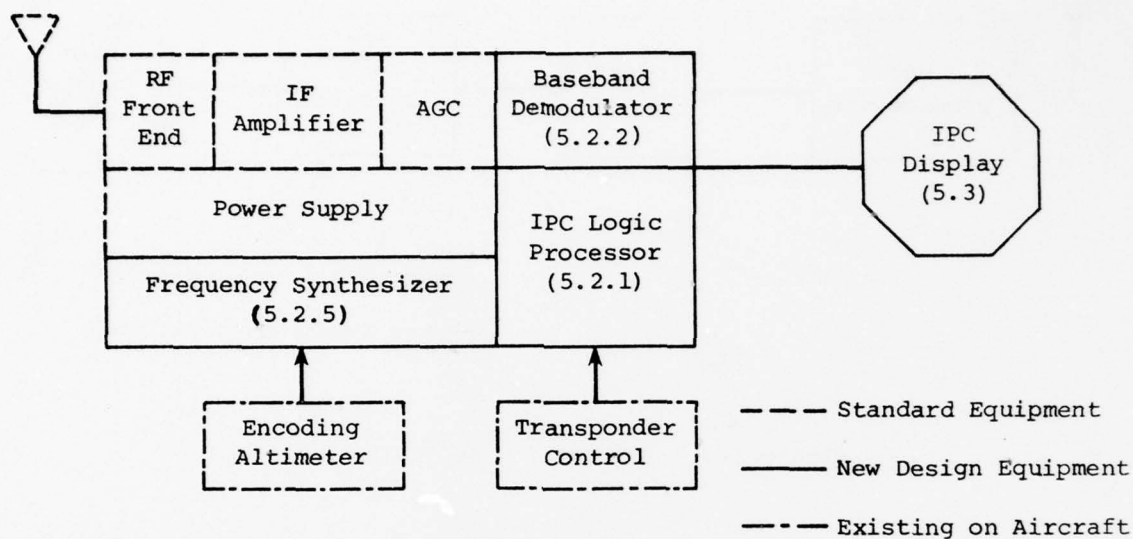 RF
Front
End
IF
Amplifier
AGC
Baseband
Demodulator
(5.2.2)
IPC
Display
(5.3)
Power Supply
IPC Logic
Processor
(5.2.1)
Frequency Synthesizer
(5.2.5)
Encoding
Altimeter
Transponder
Control
Standard Equipment
New Design Equipment
Existing on Aircraft